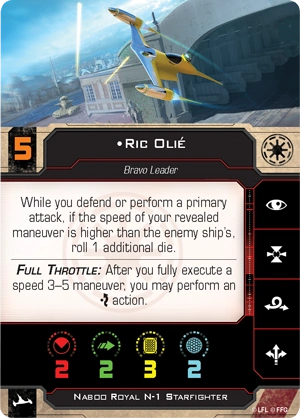 5
•Ric Olié
Bravo Leader
While you defend or perform a primary
attack, if the speed of your revealed
maneuver is higher than the enemy ship's,
roll 1 additional die.
Full Throttle: After you fully execute a
speed 3–5 maneuver, you may perform an
action.
2 2 3 2
Naboo Royal N-1 Starfighter
©LFL ©FFG